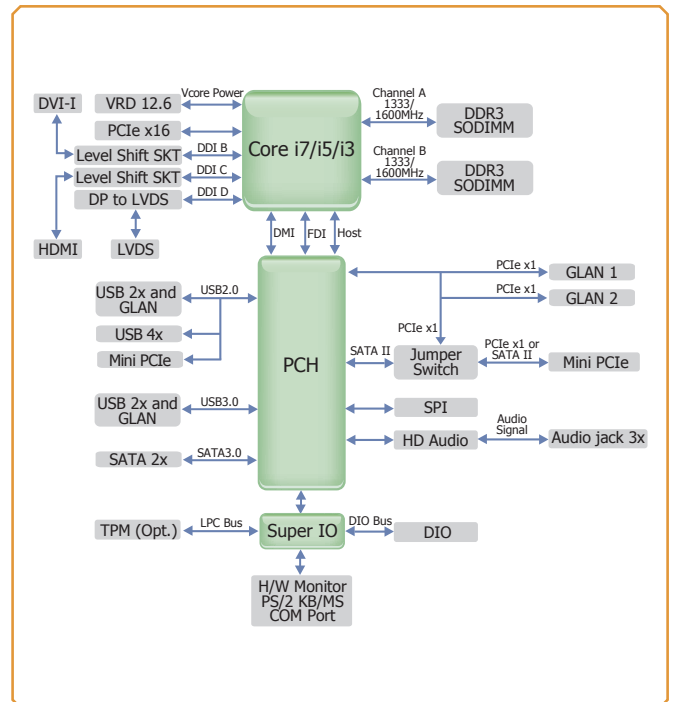 Vcore Power
DVI-I
VRD 12.6
PCIe x16
Level Shift SKT
DDI B
Level Shift SKT
DDI C
DP to LVDS
DDI D
HDMI
LVDS
Core i7/i5/i3
Channel A
1333/
1600MHz
DDR3
SODIMM
Channel B
1333/
1600MHz
DDR3
SODIMM
DMI
FDI
Host
USB 2x and
GLAN
USB2.0
USB 4x
Mini PCIe
USB 2x and
GLAN
USB3.0
SATA 2x
SATA3.0
PCH
PCIe x1
GLAN 1
PCIe x1
GLAN 2
PCIe x1
SATA II
Jumper
Switch
PCIe x1 or
SATA II
Mini PCIe
SPI
HD Audio
Audio
Signal
Audio jack 3x
TPM (Opt.)
LPC Bus
Super IO
DIO Bus
DIO
H/W Monitor
PS/2 KB/MS
COM Port